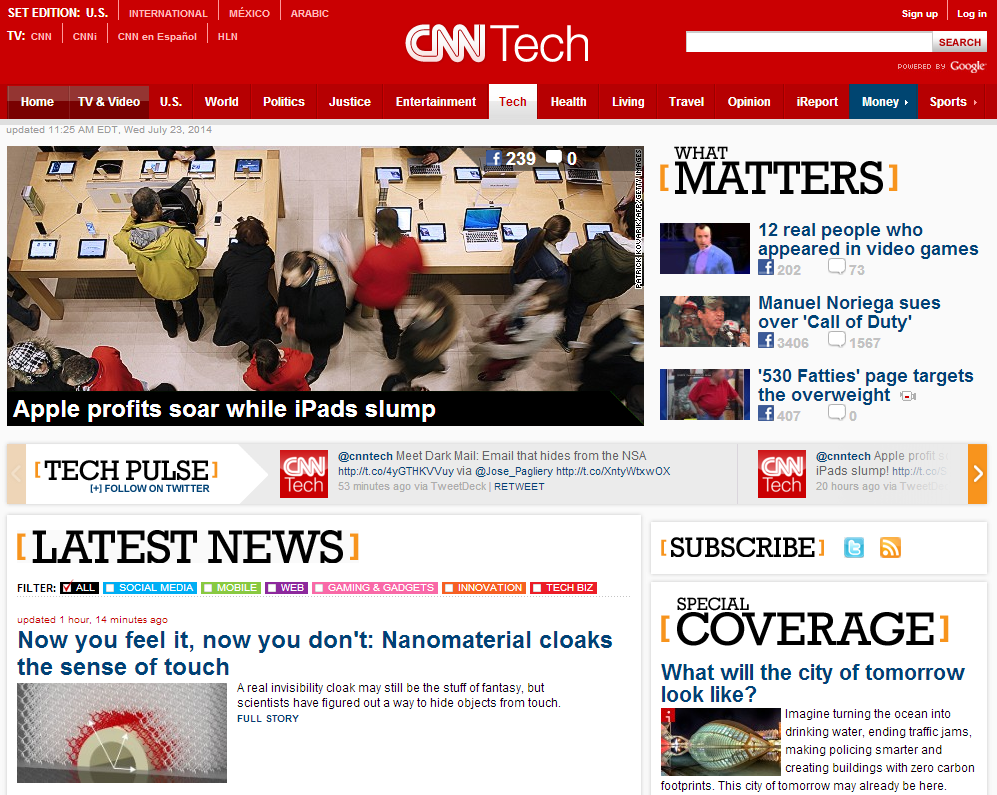 SET EDITION: U.S. INTERNATIONAL MÉXICO ARABIC
TV: CNN CNNi CNN en Español HLN
CNN Tech
Sign up Log in
SEARCH
POWERED BY Google
Home TV & Video U.S. World Politics Justice Entertainment Tech Health Living Travel Opinion iReport Money Sports
updated 11:25 AM EDT, Wed July 23, 2014
239 0
PATRICK KOVARIK/AFP/GETTY IMAGES
Apple profits soar while iPads slump
WHAT
[MATTERS]
12 real people who
appeared in video games
202 73
Manuel Noriega sues
over 'Call of Duty'
3406 1567
'530 Fatties' page targets
the overweight
407 0
[TECH PULSE]
[+] FOLLOW ON TWITTER
CNN
Tech
@cnntech Meet Dark Mail: Email that hides from the NSA
http://t.co/4yGTHKVVuy via @Jose_Pagliery http://t.co/XntyWtxwOX
53 minutes ago via TweetDeck | RETWEET
CNN
Tech
@cnntech Apple profit s
iPads slump! http://t.co/S
20 hours ago via TweetDe
[LATEST NEWS]
FILTER: ALL SOCIAL MEDIA MOBILE WEB GAMING & GADGETS INNOVATION TECH BIZ
updated 1 hour, 14 minutes ago
Now you feel it, now you don't: Nanomaterial cloaks
the sense of touch
A real invisibility cloak may still be the stuff of fantasy, but
scientists have figured out a way to hide objects from touch.
FULL STORY
[SUBSCRIBE]
SPECIAL
[COVERAGE]
What will the city of tomorrow
look like?
Imagine turning the ocean into
drinking water, ending traffic jams,
making policing smarter and
creating buildings with zero carbon
footprints. This city of tomorrow may already be here.